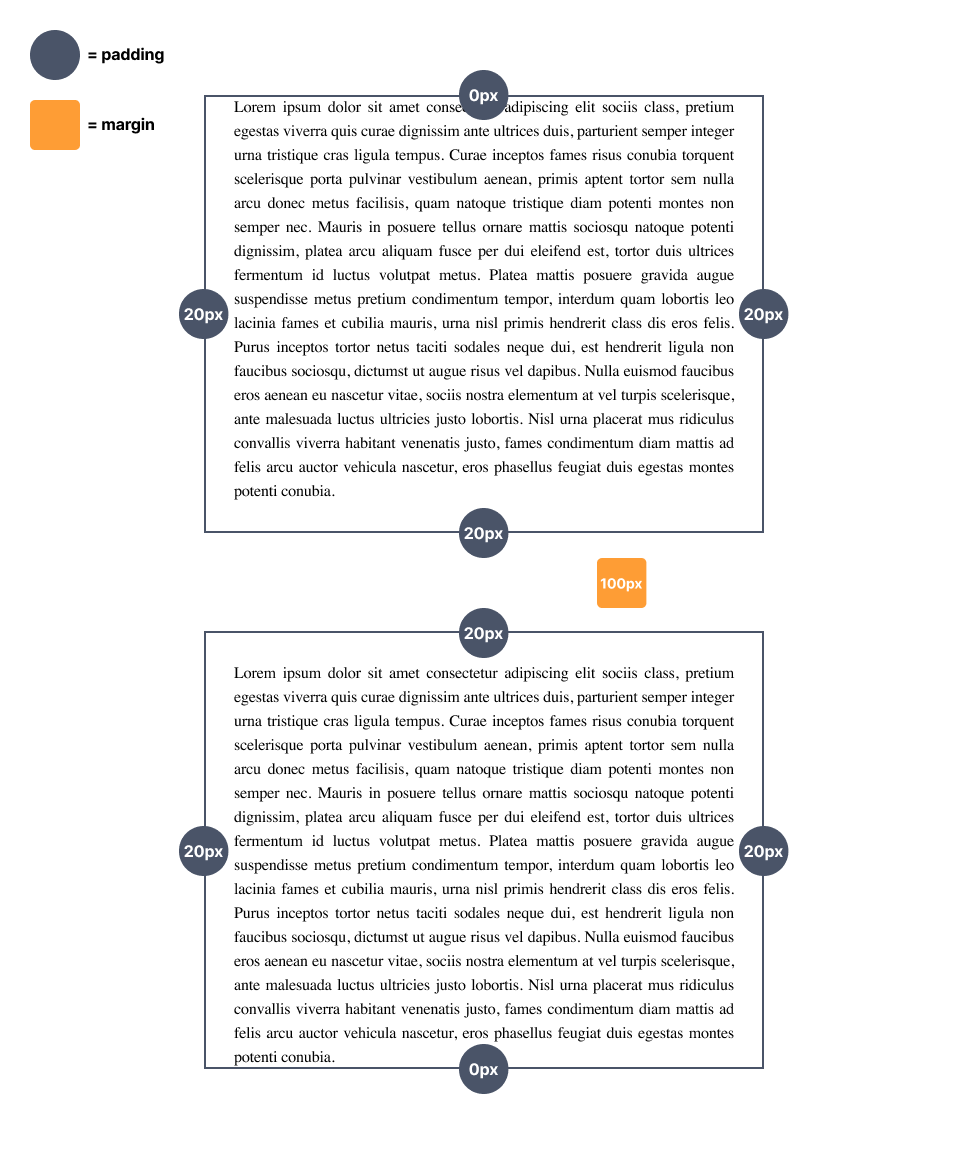 = padding
= margin
0px
Lorem ipsum dolor sit amet adipiscing elit sociis class, pretium
egestas viverra quis curae dignissim ante ultrices duis, parturient semper integer
urna tristique cras ligula tempus. Curae inceptos fames risus conubia torquent
scelerisque porta pulvinar vestibulum aenean, primis aptent tortor sem nulla
arcu donec metus facilisis, quam natoque tristique diam potenti montes non
semper nec. Mauris in posuere tellus ornare mattis sociosqu natoque potenti
dignissim, platea arcu aliquam fusce per dui eleifend est, tortor duis ultrices
fermentum id luctus volutpat metus. Platea mattis posuere gravida augue
suspendisse metus pretium condimentum tempor, interdum quam lobortis leo
20px
20px
lacinia fames et cubilia mauris, urna nisl primis hendrerit class dis eros felis.
Purus inceptos tortor netus taciti sodales neque dui, est hendrerit ligula non
faucibus sociosqu, dictumst ut augue risus vel dapibus. Nulla euismod faucibus
eros aenean eu nascetur vitae, sociis nostra elementum at vel turpis scelerisque,
ante malesuada luctus ultricies justo lobortis. Nisl urna placerat mus ridiculus
convallis viverra habitant venenatis justo, fames condimentum diam mattis ad
felis arcu auctor vehicula nascetur, eros phasellus feugiat duis egestas montes
potenti conubia.
20px
100px
20px
Lorem ipsum dolor sit amet consectetur adipiscing elit sociis class, pretium
egestas viverra quis curae dignissim ante ultrices duis, parturient semper integer
urna tristique cras ligula tempus. Curae inceptos fames risus conubia torquent
scelerisque porta pulvinar vestibulum aenean, primis aptent tortor sem nulla
arcu donec metus facilisis, quam natoque tristique diam potenti montes non
semper nec. Mauris in posuere tellus ornare mattis sociosqu natoque potenti
dignissim, platea arcu aliquam fusce per dui eleifend est, tortor duis ultrices
fermentum id luctus volutpat metus. Platea mattis posuere gravida augue
20px
20px
suspendisse metus pretium condimentum tempor, interdum quam lobortis leo
lacinia fames et cubilia mauris, urna nisl primis hendrerit class dis eros felis.
Purus inceptos tortor netus taciti sodales neque dui, est hendrerit ligula non
faucibus sociosqu, dictumst ut augue risus vel dapibus. Nulla euismod faucibus
eros aenean eu nascetur vitae, sociis nostra elementum at vel turpis scelerisque,
ante malesuada luctus ultricies justo lobortis. Nisl urna placerat mus ridiculus
convallis viverra habitant venenatis justo, fames condimentum diam mattis ad
felis arcu auctor vehicula nascetur, eros phasellus feugiat duis egestas montes
potenti conubia.
0px